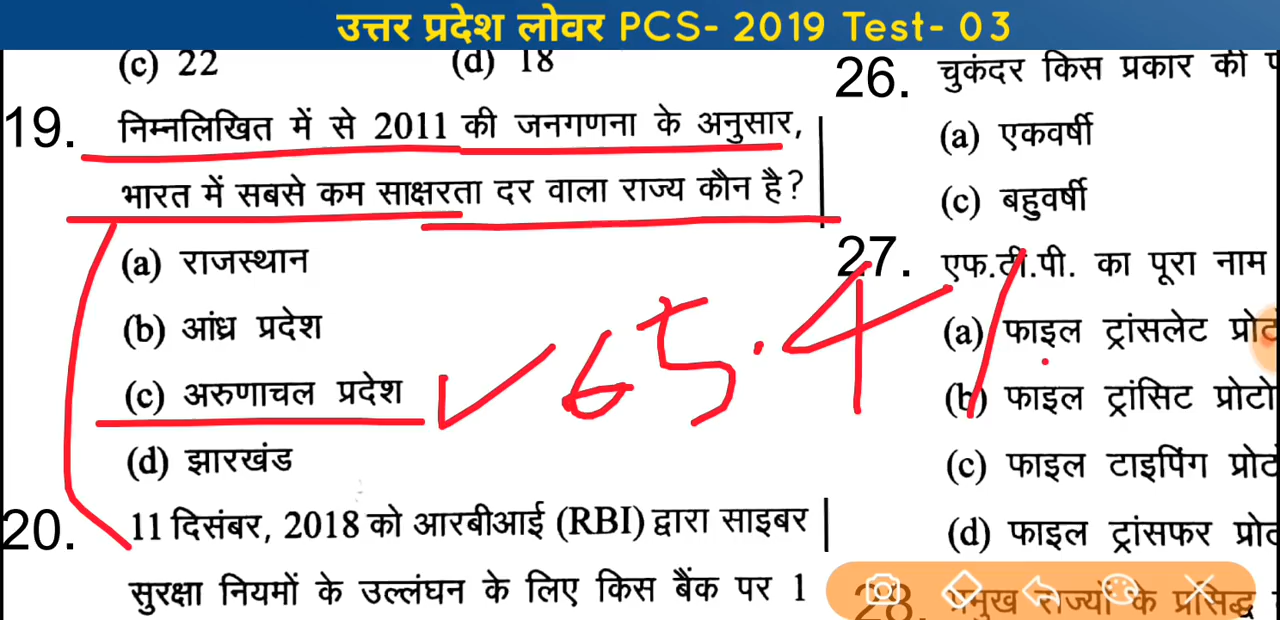 उत्तर प्रदेश लोवर PCS- 2019 Test- 03
(c) 22 (d) 18
19. निम्नलिखित में से 2011 की जनगणना के अनुसार,
भारत में सबसे कम साक्षरता दर वाला राज्य कौन है?
(a) राजस्थान
(b) आंध्र प्रदेश
(c) अरुणाचल प्रदेश
(d) झारखंड
65.4
20. 11 दिसंबर, 2018 को आरबीआई (RBI) द्वारा साइबर
सुरक्षा नियमों के उल्लंघन के लिए किस बैंक पर 1
26. चुकंदर किस प्रकार की
(a) एकवर्षी
(c) बहुवर्षी
27. एफ.टी.पी. का पूरा नाम
(a) फाइल ट्रांसलेट
(b) फाइल ट्रांसिट
(c) फाइल टाइपिंग
(d) फाइल ट्रांसफर
28. प्रमुख राज्यों के प्रसिद्ध